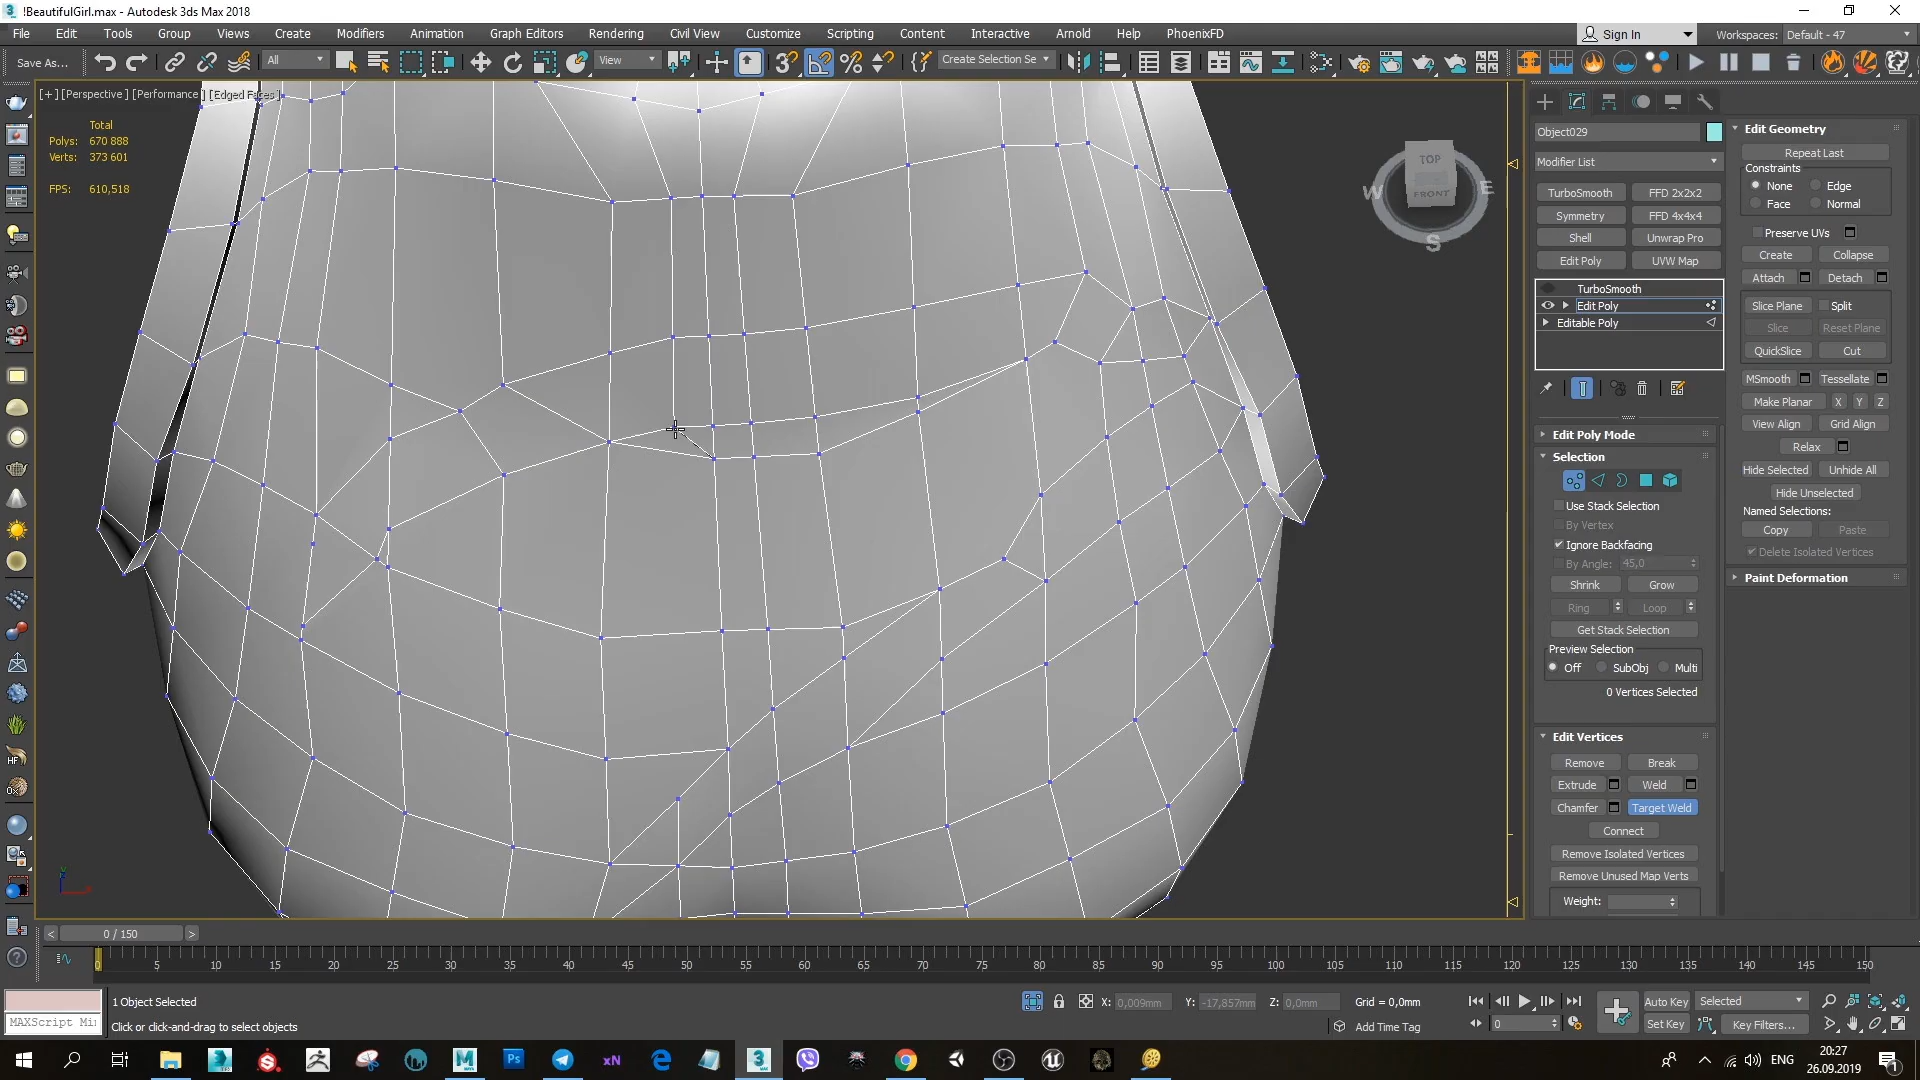 !BeautifulGirl.max - Autodesk 3ds Max 2018
File Edit Tools Group Views Create Modifiers Animation Graph Editors Rendering Civil View Customize Scripting Content Interactive Arnold Help PhoenixFD
Sign In
Workspaces: Default - 47
Save As...
All
View
Create Selection Se
[+] [Perspective] [Performance] [Edged Faces]
Total
Polys: 670 888
Verts: 373 601
FPS: 610,518
TOP
FRONT
W
E
S
Object029
Modifier List
TurboSmooth FFD 2x2x2
Symmetry FFD 4x4x4
Shell Unwrap Pro
Edit Poly UVW Map
TurboSmooth
Edit Poly
Editable Poly
Edit Poly Mode
Selection
Use Stack Selection
By Vertex
Ignore Backfacing
By Angle: 45,0
Shrink Grow
Ring Loop
Get Stack Selection
Preview Selection
Off SubObj Multi
0 Vertices Selected
Edit Vertices
Remove Break
Extrude Weld
Chamfer Target Weld
Connect
Remove Isolated Vertices
Remove Unused Map Verts
Weight:
Edit Geometry
Repeat Last
Constraints
None Edge
Face Normal
Preserve UVs
Create Collapse
Attach Detach
Slice Plane Split
Slice Reset Plane
QuickSlice Cut
MSmooth Tessellate
Make Planar X Y Z
View Align Grid Align
Relax
Hide Selected Unhide All
Hide Unselected
Named Selections:
Copy Paste
Delete Isolated Vertices
Paint Deformation
< 0 / 150 >
0 5 10 15 20 25 30 35 40 45 50 55 60 65 70 75 80 85 90 95 100 105 110 115 120 125 130 135 140 145 150
1 Object Selected
X: 0,009mm Y: -17,857mm Z: 0,0mm Grid = 0,0mm
Auto Key Selected
MAXScript Mi
Click or click-and-drag to select objects
Add Time Tag
0
Set Key Key Filters...
ENG
20:27
26.09.2019